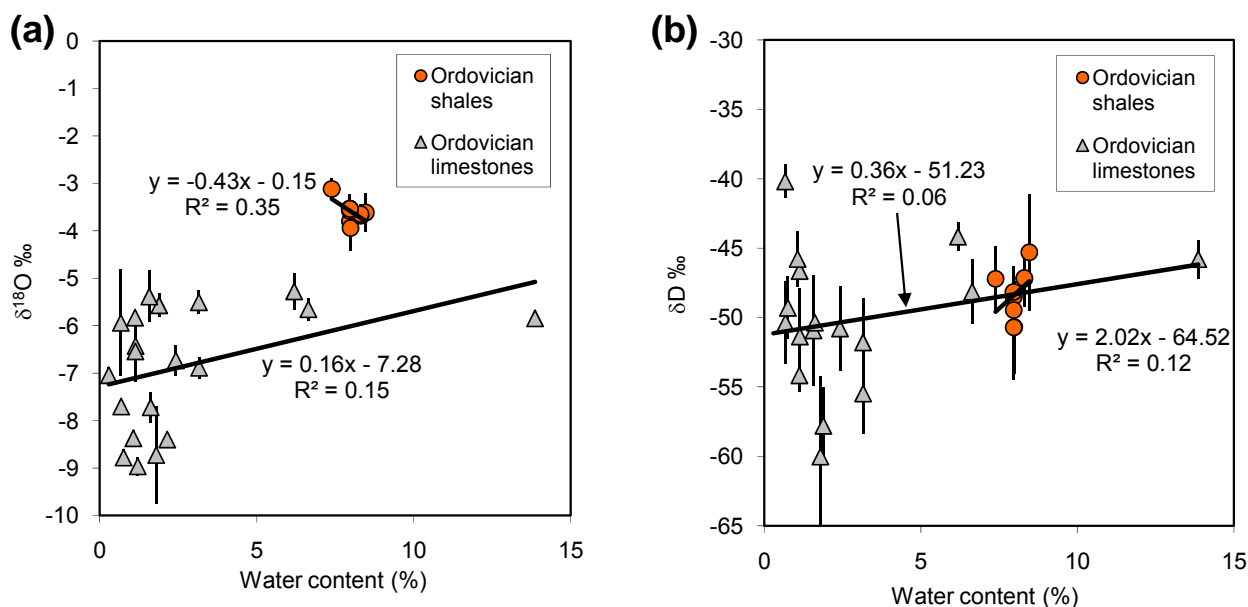 (a)
0
-1
-2
-3
-4
-5
-6
-7
-8
-9
-10
δ¹⁸O ‰
0
5
10
15
Water content (%)
Ordovician
shales
Ordovician
limestones
y = -0.43x - 0.15
R² = 0.35
y = 0.16x - 7.28
R² = 0.15
(b)
-30
-35
-40
-45
-50
-55
-60
-65
δD ‰
0
5
10
15
Water content (%)
Ordovician
shales
Ordovician
limestones
y = 0.36x - 51.23
R² = 0.06
y = 2.02x - 64.52
R² = 0.12